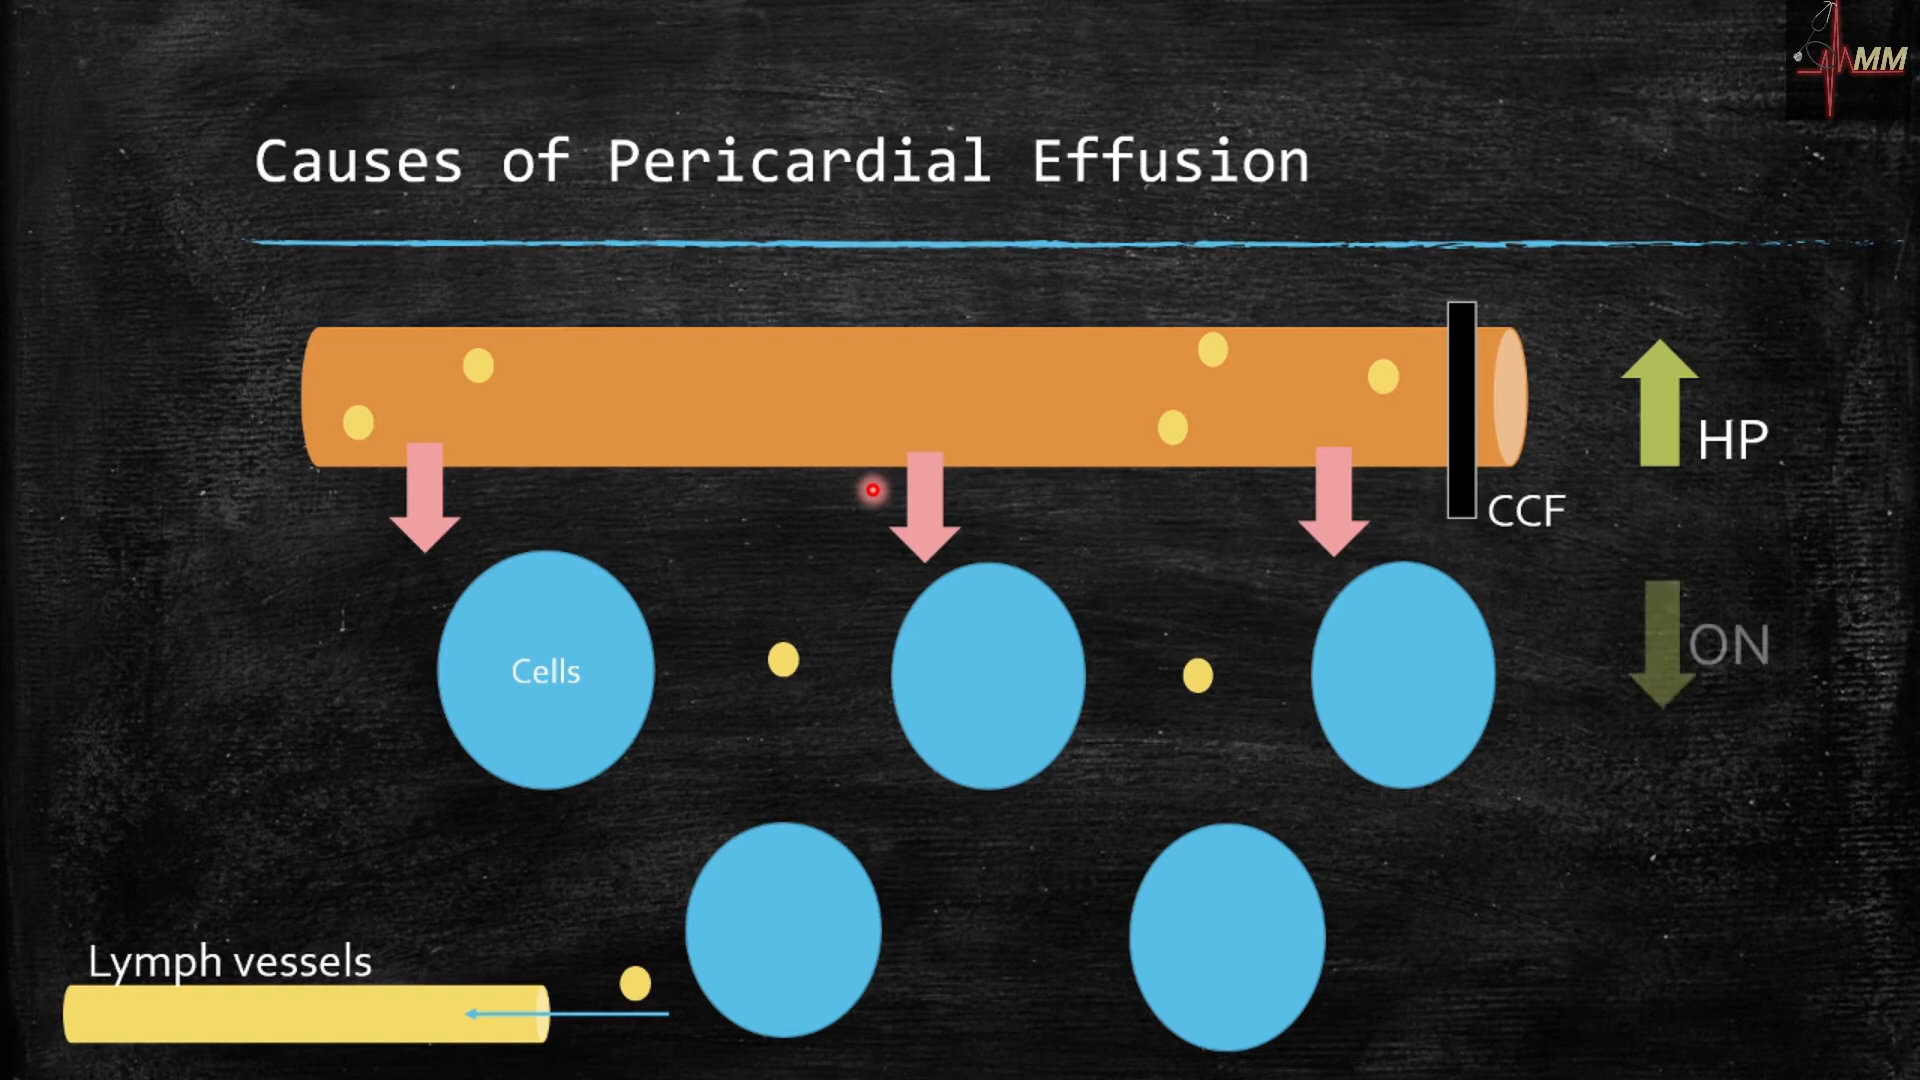 MM
Causes of Pericardial Effusion
HP
CCF
ON
Cells
Lymph vessels